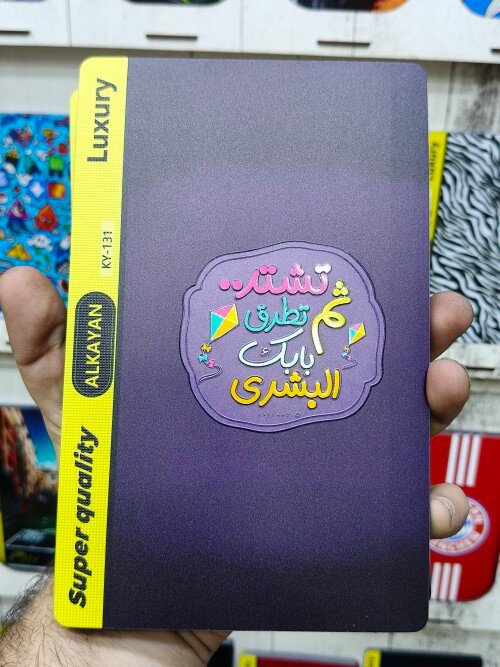 Luxury
KY-131
ALKAYAN
Super quality
تشتد..
ثم تطرق
بابك
البشرى